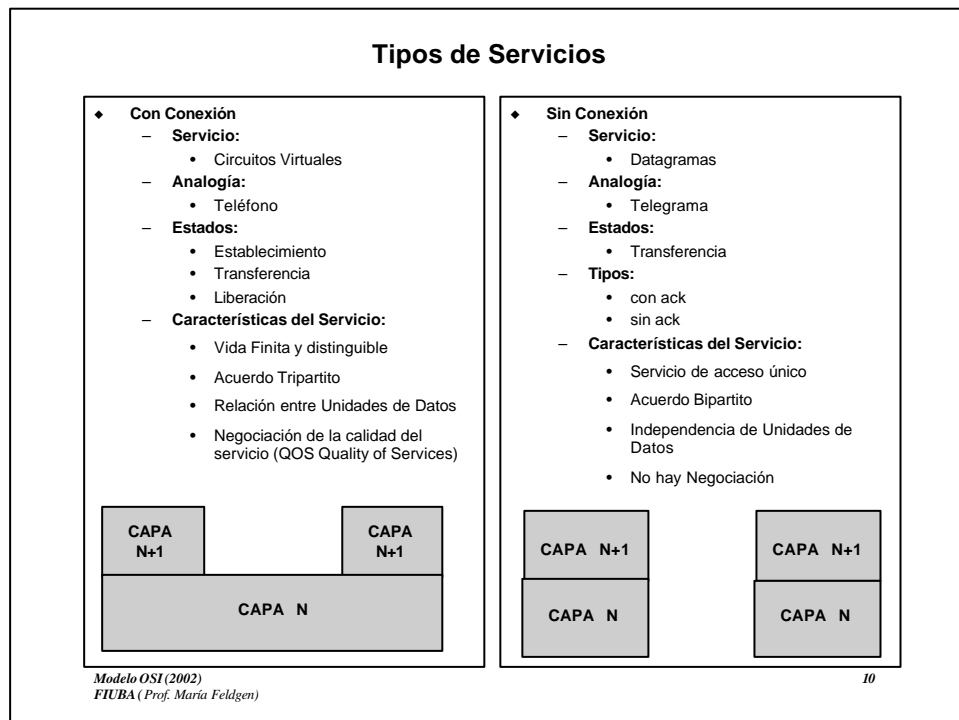 Tipos de Servicios
◆ Con Conexión
– Servicio:
• Circuitos Virtuales
– Analogía:
• Teléfono
– Estados:
• Establecimiento
• Transferencia
• Liberación
– Características del Servicio:
• Vida Finita y distinguible
• Acuerdo Tripartito
• Relación entre Unidades de Datos
• Negociación de la calidad del
servicio (QOS Quality of Services)
CAPA
N+1
CAPA
N+1
CAPA N
◆ Sin Conexión
– Servicio:
• Datagramas
– Analogía:
• Telegrama
– Estados:
• Transferencia
– Tipos:
• con ack
• sin ack
– Características del Servicio:
• Servicio de acceso único
• Acuerdo Bipartito
• Independencia de Unidades de
Datos
• No hay Negociación
CAPA N+1
CAPA N+1
CAPA N
CAPA N
Modelo OSI (2002)
10
FIUBA ( Prof. María Feldgen)